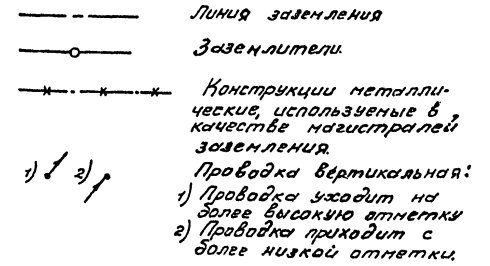 Линия заземления
Заземлители.
Конструкции металли-
ческие, используемые в,
качестве магистралей
заземления.
1) 2) Проводка вертикальная:
1) Проводка уходит на
более высокую отметку
2) Проводка приходит с
более низкой отметки.